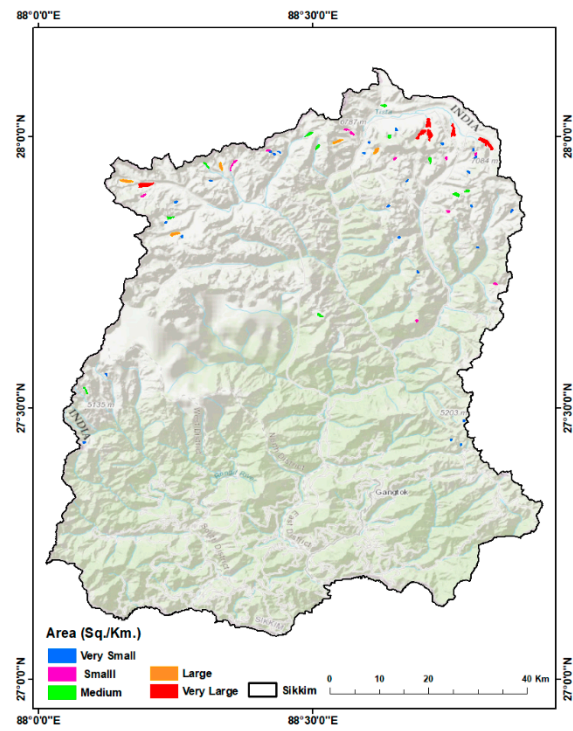 88°0'0"E
88°30'0"E
28°0'0"N
28°0'0"N
INDIA
27°30'0"N
27°30'0"N
5203 m
INDIA
Gangtok
Area (Sq./Km.)
Very Small
Smalll
Medium
Large
Very Large
Sikkim
0 10 20 40 Km
27°0'0"N
27°0'0"N
88°0'0"E
88°30'0"E